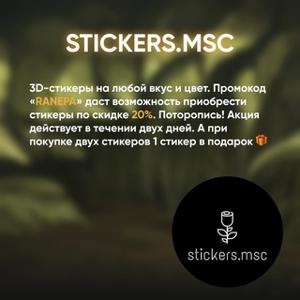 STICKERS.MSC
3D-стикеры на любой вкус и цвет. Промокод
«RANEPA» даст возможность приобрести
стикеры по скидке 20%. Поторопись! Акция
действует в течении двух дней. А при
покупке двух стикеров 1 стикер в подарок 🎁
stickers.msc